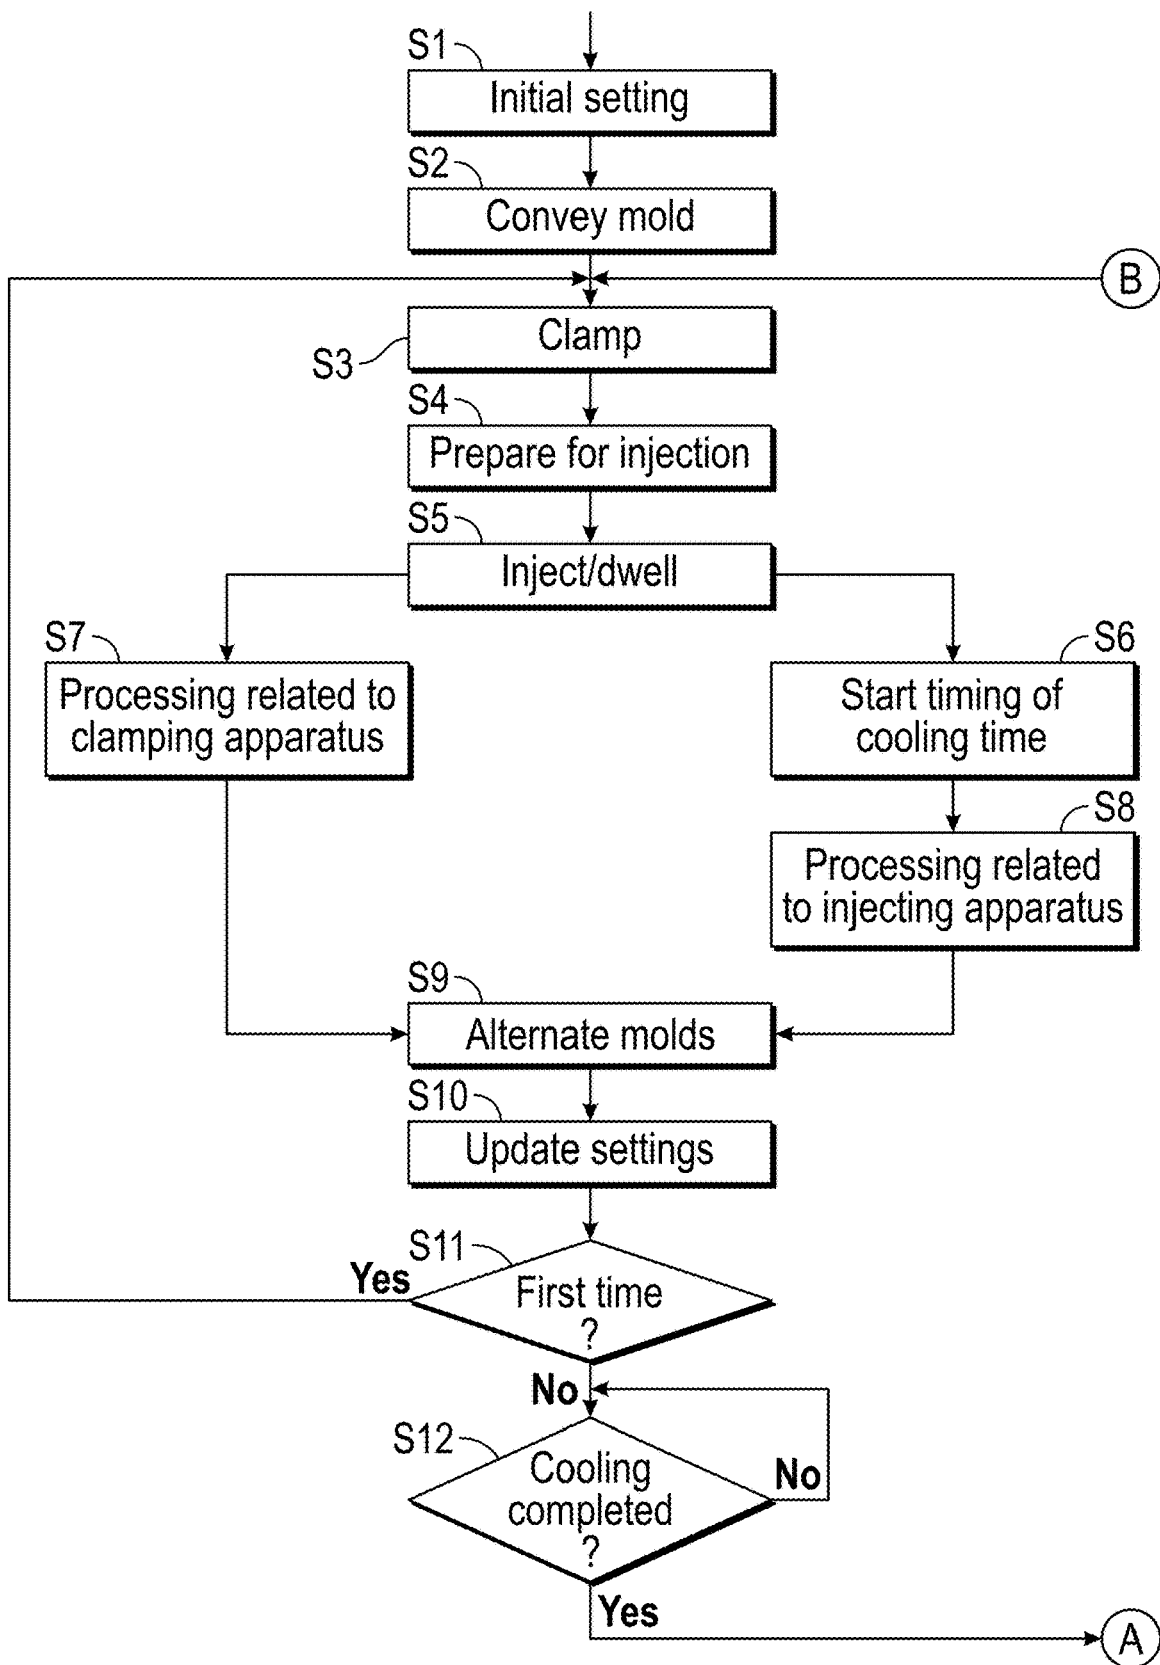 S1
Initial setting
S2
Convey mold
B
Clamp
S3
S4
Prepare for injection
S5
Inject/dwell
S7
Processing related to
clamping apparatus
S6
Start timing of
cooling time
S8
Processing related
to injecting apparatus
S9
Alternate molds
S10
Update settings
S11
Yes
First time
?
No
S12
Cooling
completed
?
No
Yes
A